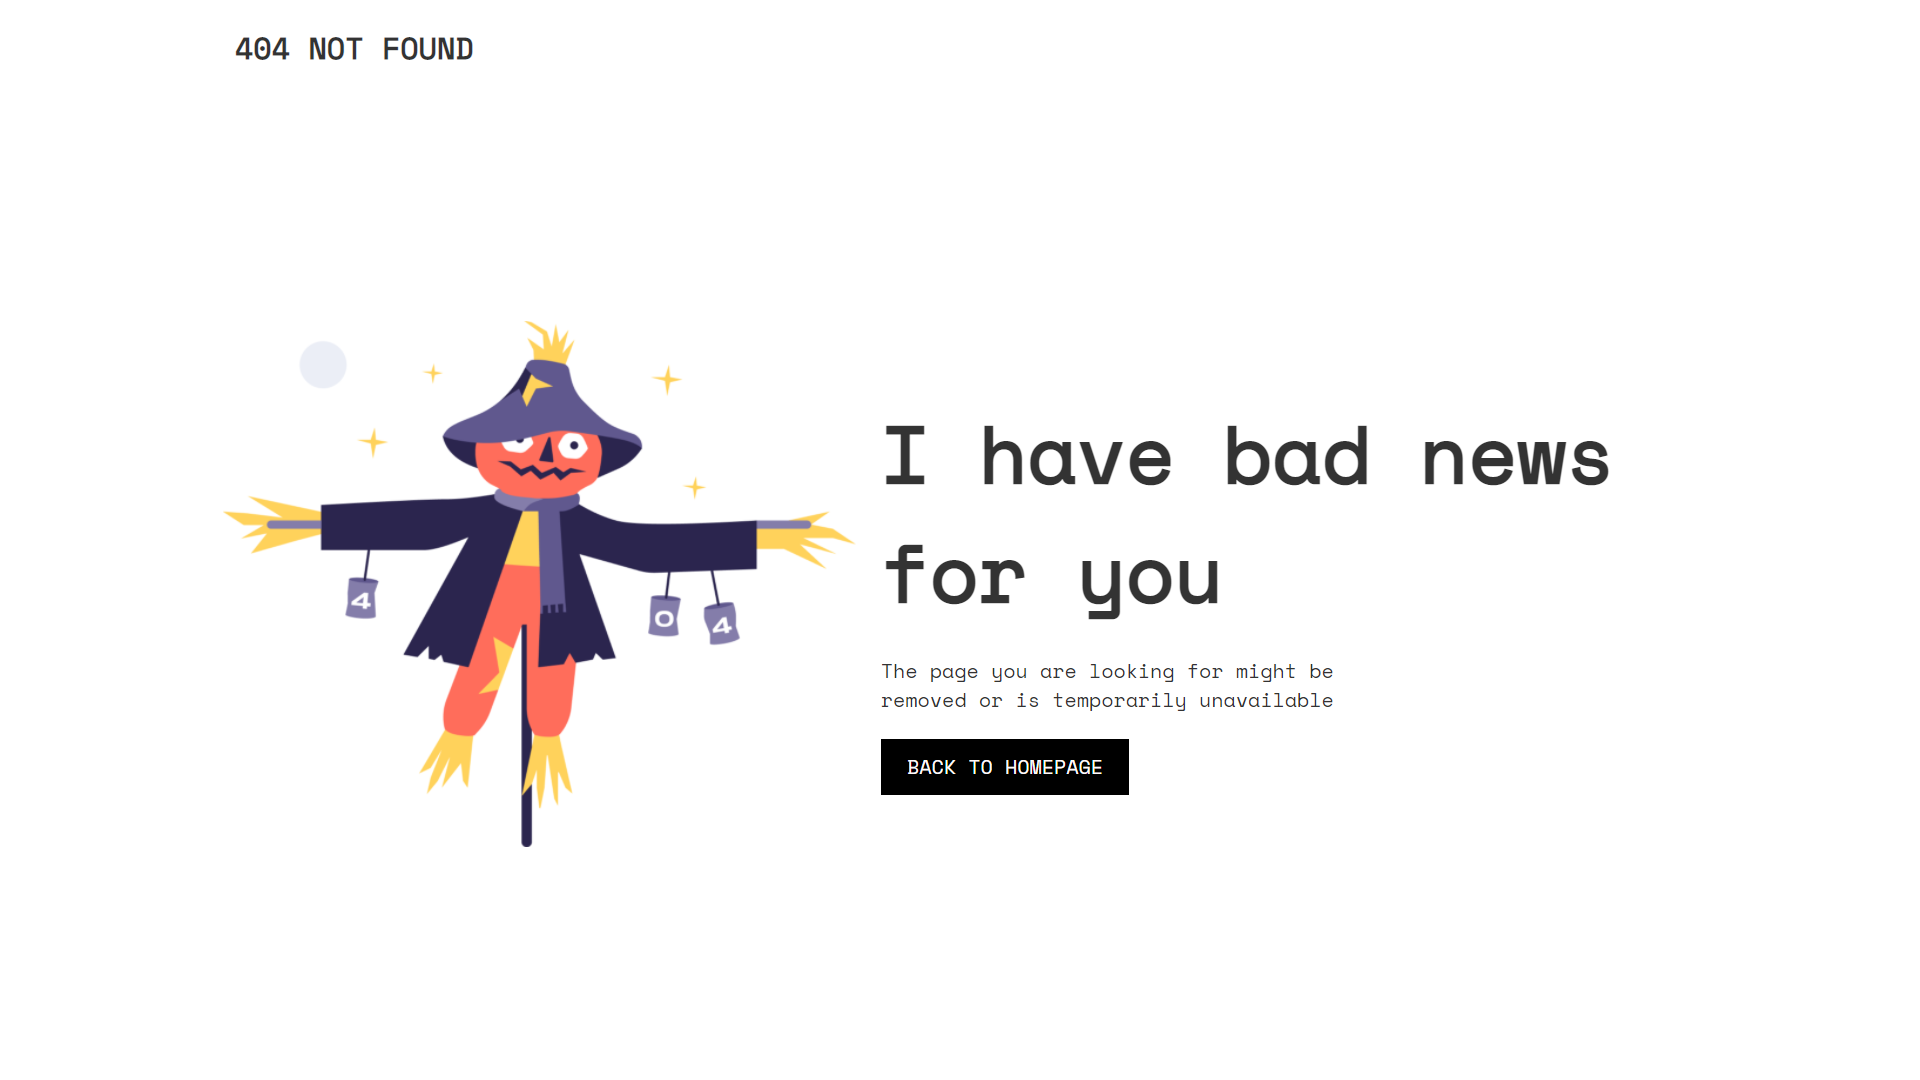 404 NOT FOUND
I have bad news
for you
4
0
4
The page you are looking for might be
removed or is temporarily unavailable
BACK TO HOMEPAGE